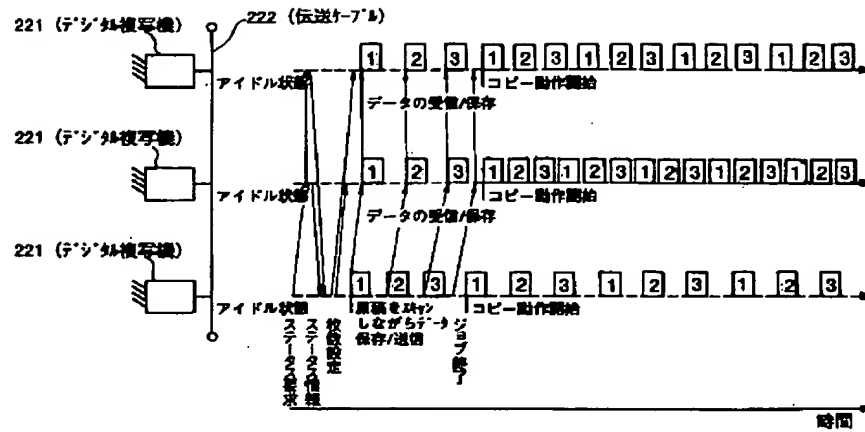 221 (デジタル複写機)
222 (伝送ケーブル)
1 2 3 1 2 3 1 2 3 1 2 3 1 2 3
アイドル状態
コピー動作開始
データの受信/保存
221 (デジタル複写機)
1 2 3 1 2 3 1 2 3 1 2 3 1 2 3 1 2 3
アイドル状態
コピー動作開始
データの受信/保存
221 (デジタル複写機)
1 2 3 1 2 3 1 2 3 1 2 3
アイドル状態
ステータス要求
ステータス情報
枚数設定
原稿をスキャン
しながらデータ
保存/送信
ジョブ終了
コピー動作開始
時間